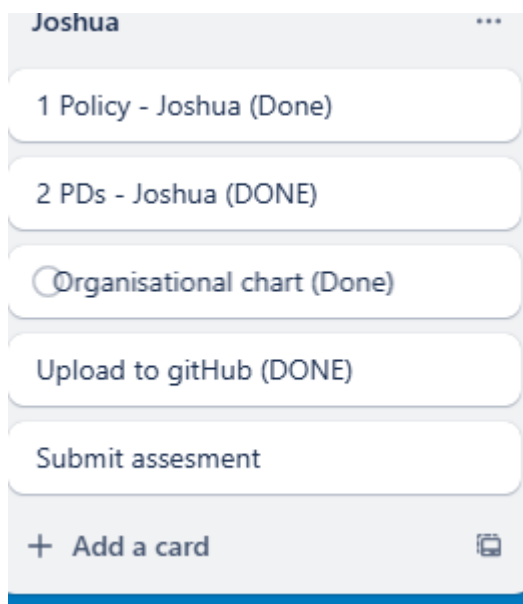 Joshua
1 Policy - Joshua (Done)
2 PDs - Joshua (DONE)
Organisational chart (Done)
Upload to gitHub (DONE)
Submit assesment
+ Add a card